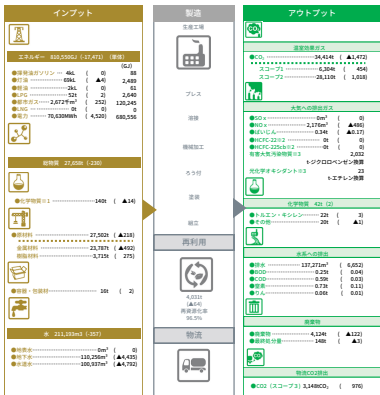 インプット
エネルギー 810,550GJ (-17,471) (単体)
(GJ)
●揮発油ガソリン ‥ 4kL ( 0) 88
●灯油 ‥‥ 69kL ( ▲4) 2,489
●軽油 ‥‥ 2kL ( 0) 61
●LPG ‥‥ 52t ( 2) 2,640
●都市ガス ‥ 2,672千m³ ( 252) 120,245
●LNG ‥‥ 0t ( 0) 0
●電力 ‥ 70,630MWh ( 4,520) 680,556
総物質 27,658t (-230)
●化学物質※1 ‥‥ 140t ( ▲14)
●原材料 ‥‥ 27,502t ( ▲218)
金属材料 ‥‥ 23,787t ( ▲492)
樹脂材料 ‥‥ 3,715t ( 275)
●容器・包装材 ‥‥ 16t ( 2)
水 211,193m3 (-357)
●地表水 ‥‥ 0m³ ( 0)
●地下水 ‥‥ 110,256m³ ( ▲4,435)
●水道水 ‥‥ 100,937m³ ( ▲4,792)
製造
生産工場
プレス
溶接
機械加工
ろう付
塗装
組立
再利用
4,031t
(▲64)
再資源化率
96.5%
物流
アウトプット
CO₂
温室効果ガス
●CO₂ ‥‥ 34,414t ( ▲1,472)
スコープ1 ‥‥ 6,304t ( 454)
スコープ2 ‥‥ 28,110t ( 1,018)
大気への排出ガス
●SOx ‥‥ 0m³ ( 0)
●NOx ‥‥ 2,176m³ ( ▲486)
●ばいじん ‥‥ 0.34t ( ▲0.17)
●HCFC-22※2 ‥‥ 0t ( 0)
●HCFC-225cb※2 ‥‥ 0t ( 0)
有害大気汚染物質※3 2,032
t-ジクロロベンゼン換算
光化学オキシダント※3 23
t-エチレン換算
化学物質 42t (2)
●トルエン・キシレン ‥‥ 22t ( 3)
●その他 ‥‥ 20t ( ▲1)
水系への排出
●排水 ‥‥ 137,271m³ ( 6,652)
●BOD ‥‥ 0.25t ( 0.04)
●COD ‥‥ 0.59t ( 0.03)
●窒素 ‥‥ 0.73t ( 0.11)
●りん ‥‥ 0.06t ( 0.01)
廃棄物
●廃棄物 ‥‥ 4,124t ( ▲122)
●最終処分量 ‥‥ 148t ( ▲3)
物流CO2排出
●CO2 (スコープ3) 3,148tCO₂ ( 976)